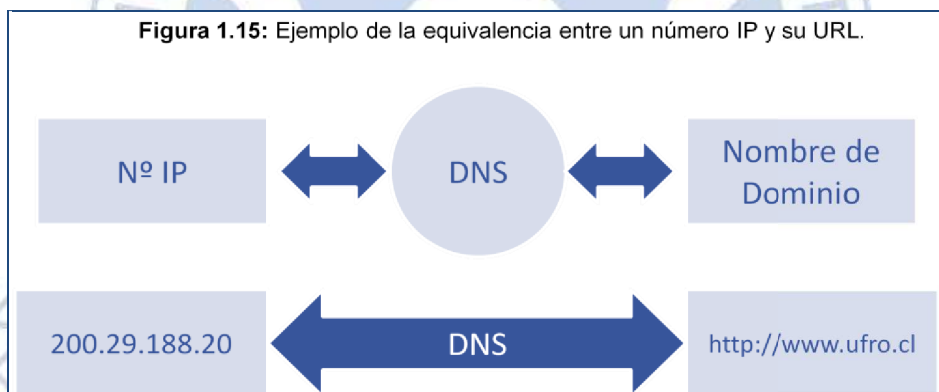 Figura 1.15: Ejemplo de la equivalencia entre un número IP y su URL.
Nº IP
DNS
Nombre de
Dominio
200.29.188.20
DNS
http://www.ufro.cl